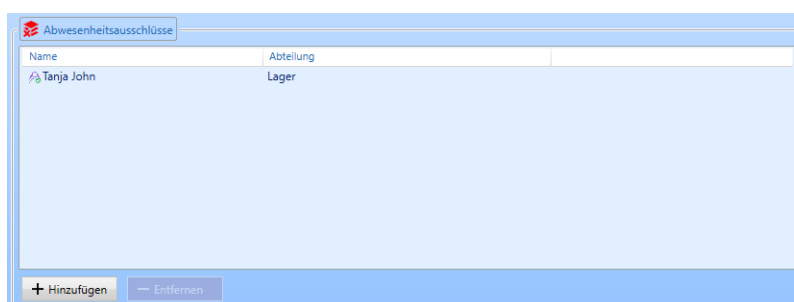 Abwesenheitsausschlüsse
Name Abteilung
Tanja John Lager
+ Hinzufügen — Entfernen